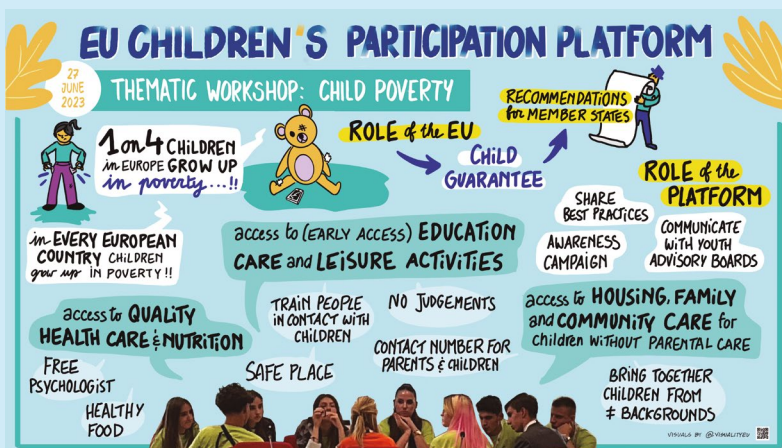 EU CHILDREN'S PARTICIPATION PLATFORM
27
JUNE
2023
THEMATIC WORKSHOP: CHILD POVERTY
1 on 4 CHILDREN
in EUROPE GROW UP
in poverty...!!
in EVERY EUROPEAN
COUNTRY CHILDREN
grow up IN POVERTY!!
ROLE of the EU
CHILD
GUARANTEE
RECOMMENDATIONS
for MEMBER STATES
ROLE of the
PLATFORM
SHARE
BEST PRACTICES
AWARENESS
CAMPAIGN
COMMUNICATE
WITH YOUTH
ADVISORY BOARDS
access to (EARLY ACCESS) EDUCATION
CARE and LEISURE ACTIVITIES
access to QUALITY
HEALTH CARE & NUTRITION
FREE
PSYCHOLOGIST
HEALTHY
FOOD
TRAIN PEOPLE
IN CONTACT WITH
CHILDREN
NO JUDGEMENTS
SAFE PLACE
CONTACT NUMBER FOR
PARENTS & CHILDREN
access to HOUSING, FAMILY
and COMMUNITY CARE for
children WITHOUT PARENTAL CARE
BRING TOGETHER
CHILDREN FROM
≠ BACKGROUNDS
VISUALS BY @VISUALITYEU